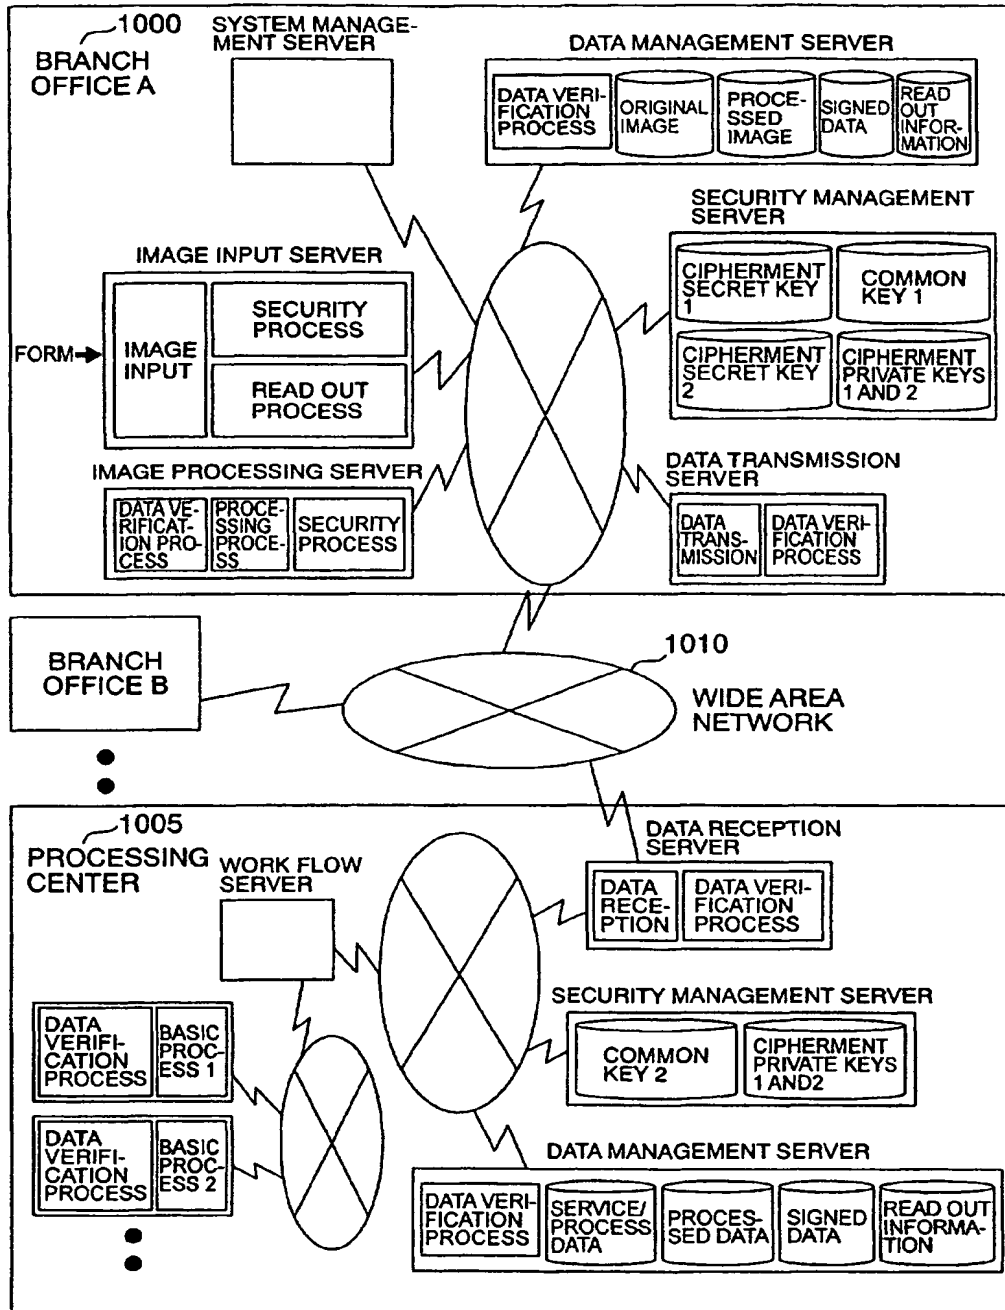 1000
BRANCH
OFFICE A
SYSTEM MANAGE-
MENT SERVER
DATA MANAGEMENT SERVER
DATA VERI-
FICATION
PROCESS
ORIGINAL
IMAGE
PROCE-
SSED
IMAGE
SIGNED
DATA
READ
OUT
INFOR-
MATION
SECURITY MANAGEMENT
SERVER
CIPHERMENT
SECRET KEY
1
COMMON
KEY 1
CIPHERMENT
SECRET KEY
2
CIPHERMENT
PRIVATE KEYS
1 AND 2
IMAGE INPUT SERVER
FORM
IMAGE
INPUT
SECURITY
PROCESS
READ OUT
PROCESS
IMAGE PROCESSING SERVER
DATA VE-
RIFICAT-
ION PRO-
CESS
PROCE-
SSING
PROCE-
SS
SECURITY
PROCESS
DATA TRANSMISSION
SERVER
DATA
TRANS-
MISSION
DATA VERI-
FICATION
PROCESS
BRANCH
OFFICE B
1010
WIDE AREA
NETWORK
1005
PROCESSING
CENTER
WORK FLOW
SERVER
DATA RECEPTION
SERVER
DATA
RECE-
PTION
DATA VERI-
FICATION
PROCESS
SECURITY MANAGEMENT SERVER
COMMON
KEY 2
CIPHERMENT
PRIVATE KEYS
1 AND2
DATA
VERIFI-
CATION
PROCESS
BASIC
PROC-
ESS 1
DATA
VERIFI-
CATION
PROCESS
BASIC
PROC-
ESS 2
DATA MANAGEMENT SERVER
DATA VERI-
FICATION
PROCESS
SERVICE/
PROCESS
DATA
PROCES-
SED DATA
SIGNED
DATA
READ OUT
INFORMA-
TION